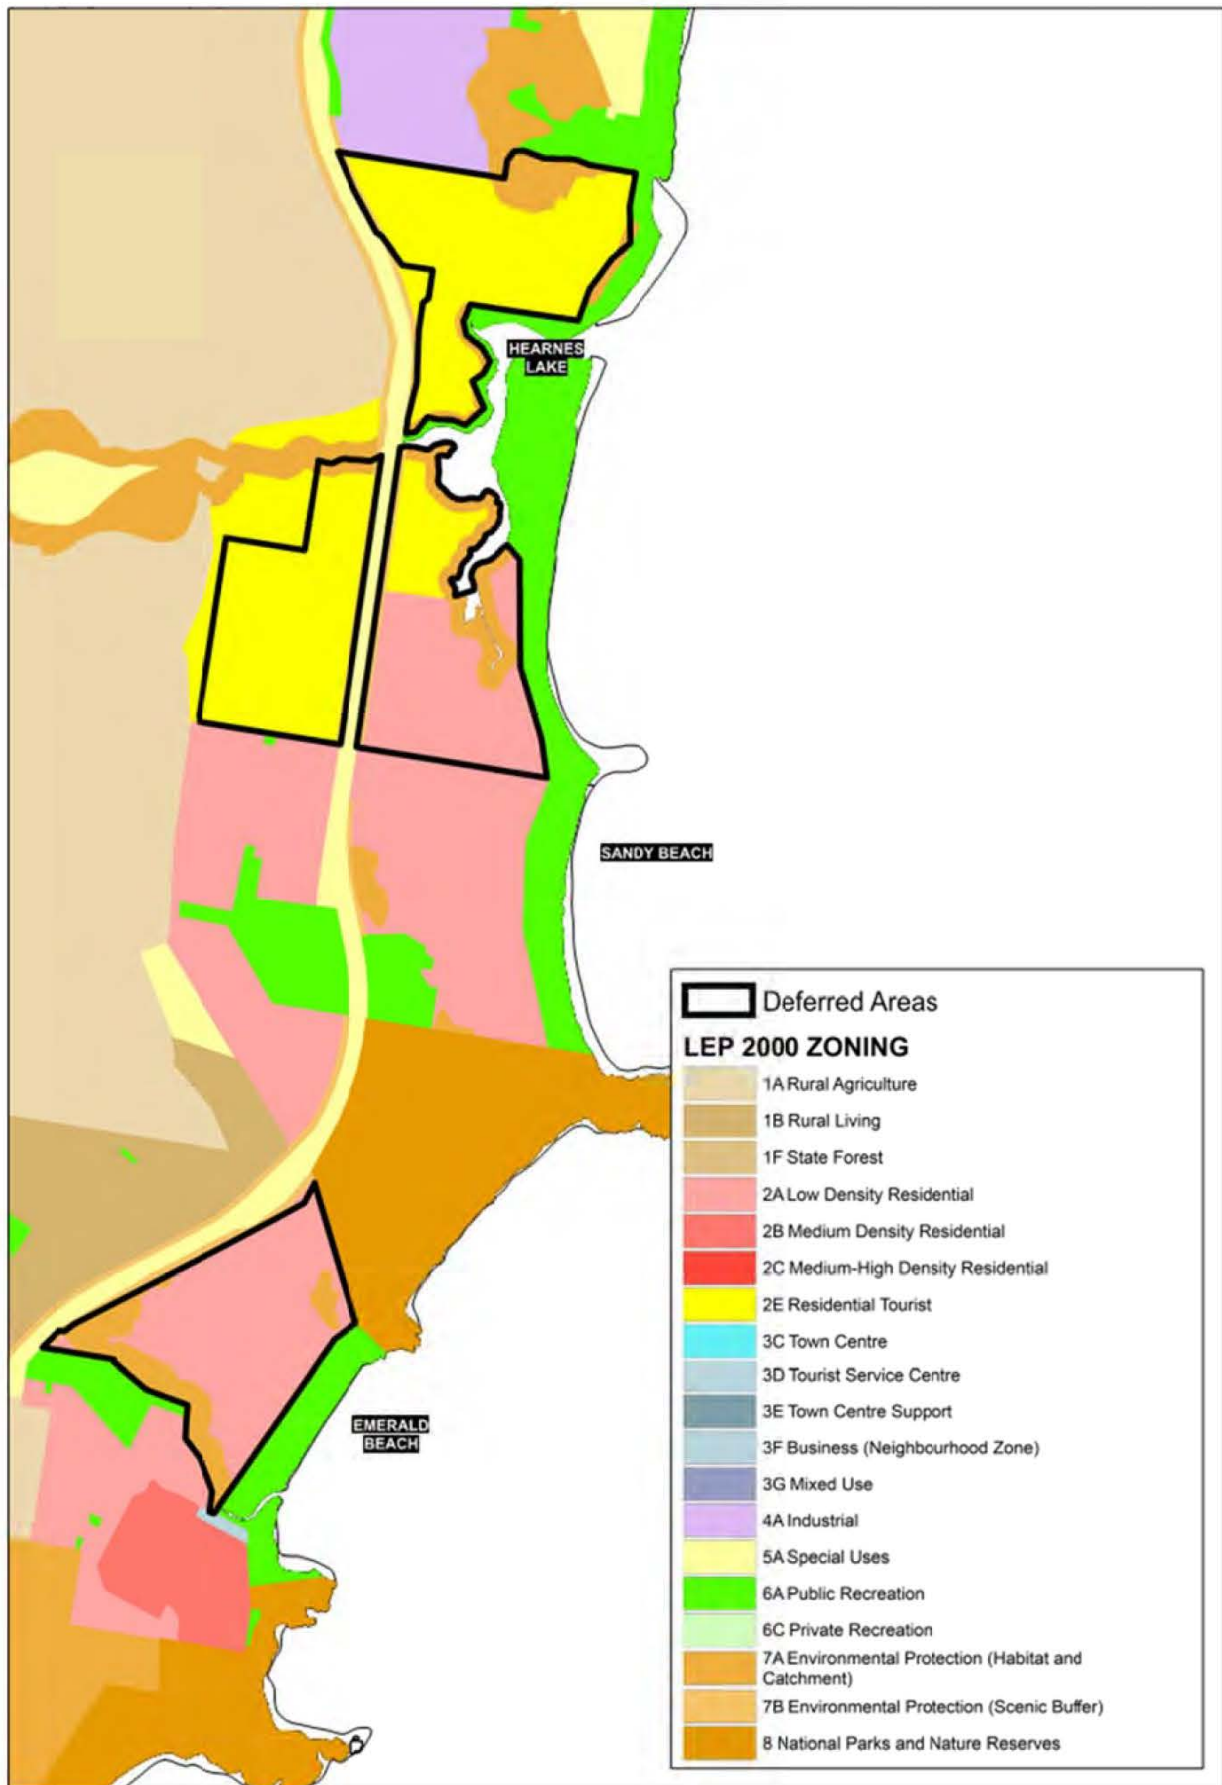 HEARNES
LAKE
SANDY BEACH
EMERALD
BEACH
Deferred Areas
LEP 2000 ZONING
1A Rural Agriculture
1B Rural Living
1F State Forest
2A Low Density Residential
2B Medium Density Residential
2C Medium-High Density Residential
2E Residential Tourist
3C Town Centre
3D Tourist Service Centre
3E Town Centre Support
3F Business (Neighbourhood Zone)
3G Mixed Use
4A Industrial
5A Special Uses
6A Public Recreation
6C Private Recreation
7A Environmental Protection (Habitat and
Catchment)
7B Environmental Protection (Scenic Buffer)
8 National Parks and Nature Reserves